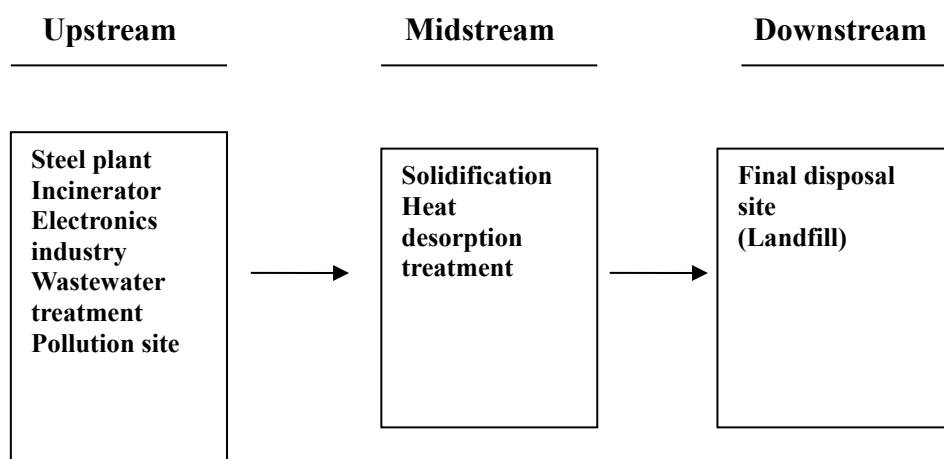 Upstream
Midstream
Downstream
Steel plant
Incinerator
Electronics
industry
Wastewater
treatment
Pollution site
Solidification
Heat
desorption
treatment
Final disposal
site
(Landfill)